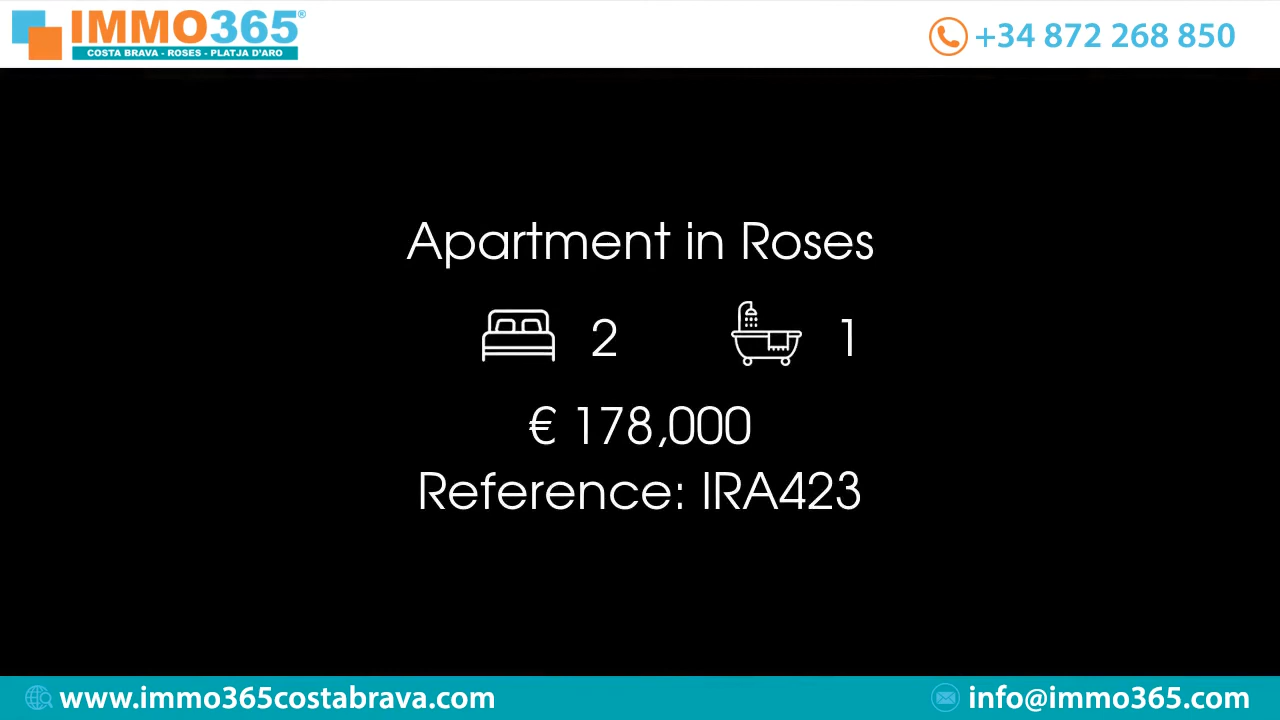 IMMO365®
COSTA BRAVA - ROSES - PLATJA D'ARO
+34 872 268 850
Apartment in Roses
2 1
€ 178,000
Reference: IRA423
www.immo365costabrava.com
info@immo365.com